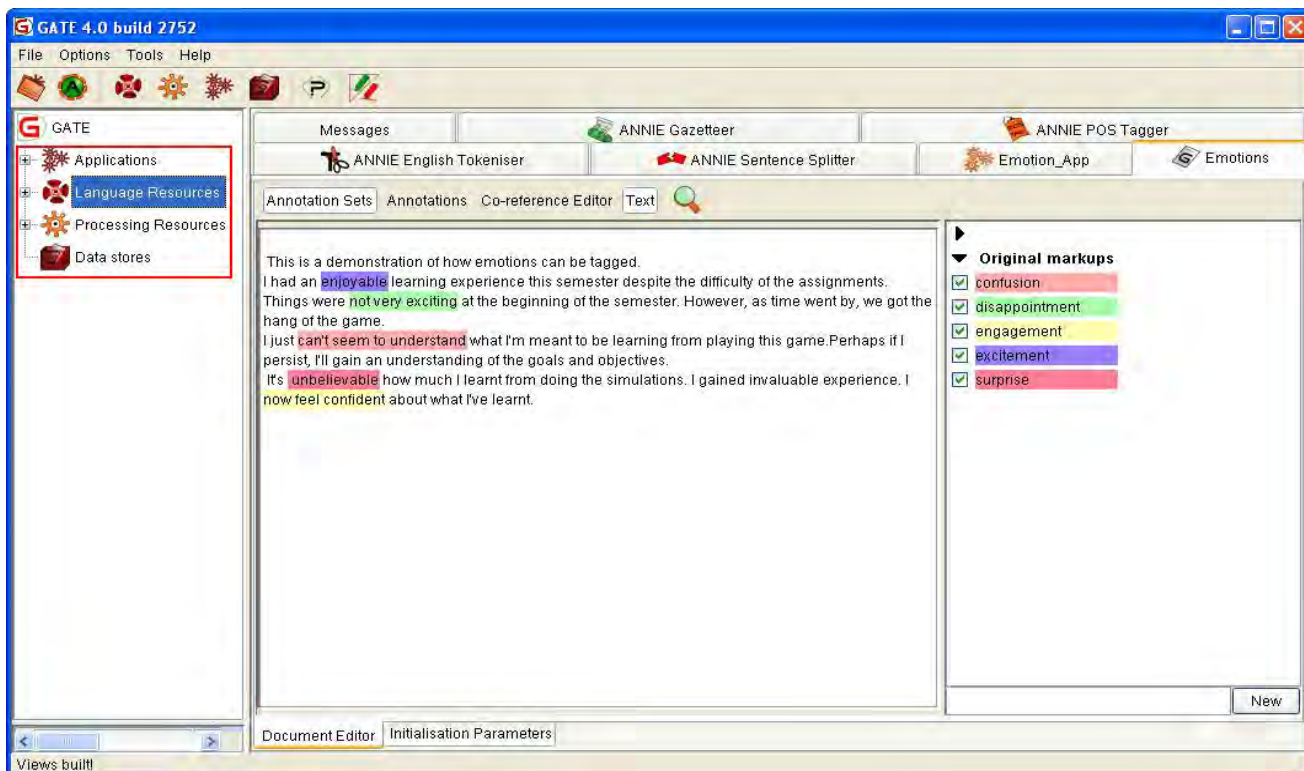 GATE 4.0 build 2752
File Options Tools Help
GATE
Applications
Language Resources
Processing Resources
Data stores
Messages
ANNIE Gazetteer
ANNIE POS Tagger
ANNIE English Tokeniser
ANNIE Sentence Splitter
Emotion_App
Emotions
Annotation Sets Annotations Co-reference Editor Text
This is a demonstration of how emotions can be tagged.
I had an enjoyable learning experience this semester despite the difficulty of the assignments.
Things were not very exciting at the beginning of the semester. However, as time went by, we got the
hang of the game.
I just can't seem to understand what I'm meant to be learning from playing this game.Perhaps if I
persist, I'll gain an understanding of the goals and objectives.
It's unbelievable how much I learnt from doing the simulations. I gained invaluable experience. I
now feel confident about what I've learnt.
Original markups
confusion
disappointment
engagement
excitement
surprise
New
Document Editor Initialisation Parameters
Views built!